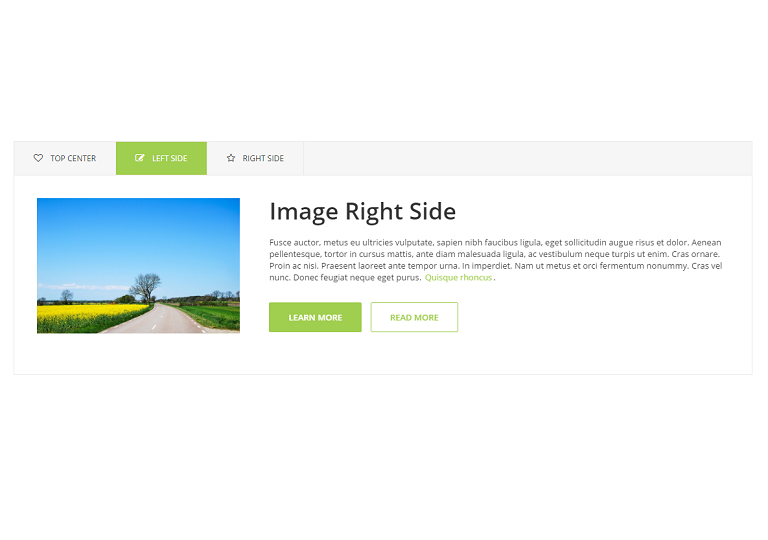 TOP CENTER
LEFT SIDE
RIGHT SIDE
Image Right Side
Fusce auctor, metus eu ultricies vulputate, sapien nibh faucibus ligula, eget sollicitudin augue risus et dolor. Aenean
pellentesque, tortor in cursus mattis, ante diam malesuada ligula, ac vestibulum neque turpis ut enim. Cras ornare.
Proin ac nisi. Praesent laoreet ante tempor urna. In imperdiet. Nam ut metus et orci fermentum nonummy. Cras vel
nunc. Donec feugiat neque eget purus. Quisque rhoncus.
LEARN MORE
READ MORE